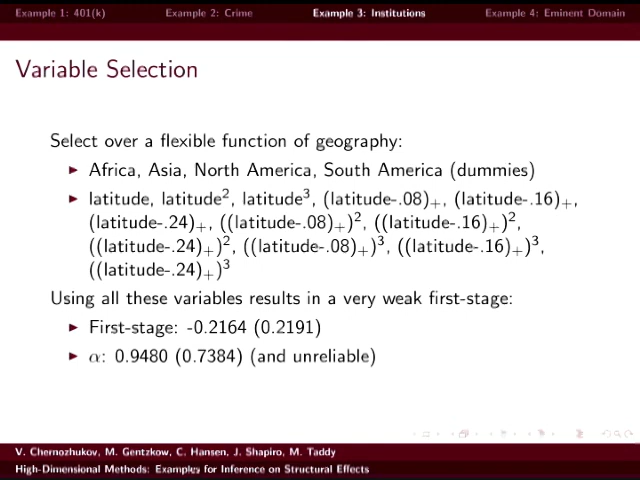 Example 1: 401(k) Example 2: Crime Example 3: Institutions Example 4: Eminent Domain
Variable Selection
Select over a flexible function of geography:
▶ Africa, Asia, North America, South America (dummies)
▶ latitude, latitude², latitude³, (latitude-.08)₊, (latitude-.16)₊,
(latitude-.24)₊, ((latitude-.08)₊)², ((latitude-.16)₊)²,
((latitude-.24)₊)², ((latitude-.08)₊)³, ((latitude-.16)₊)³,
((latitude-.24)₊)³
Using all these variables results in a very weak first-stage:
▶ First-stage: -0.2164 (0.2191)
▶ α: 0.9480 (0.7384) (and unreliable)
V. Chernozhukov, M. Gentzkow, C. Hansen, J. Shapiro, M. Taddy
High-Dimensional Methods: Examples for Inference on Structural Effects